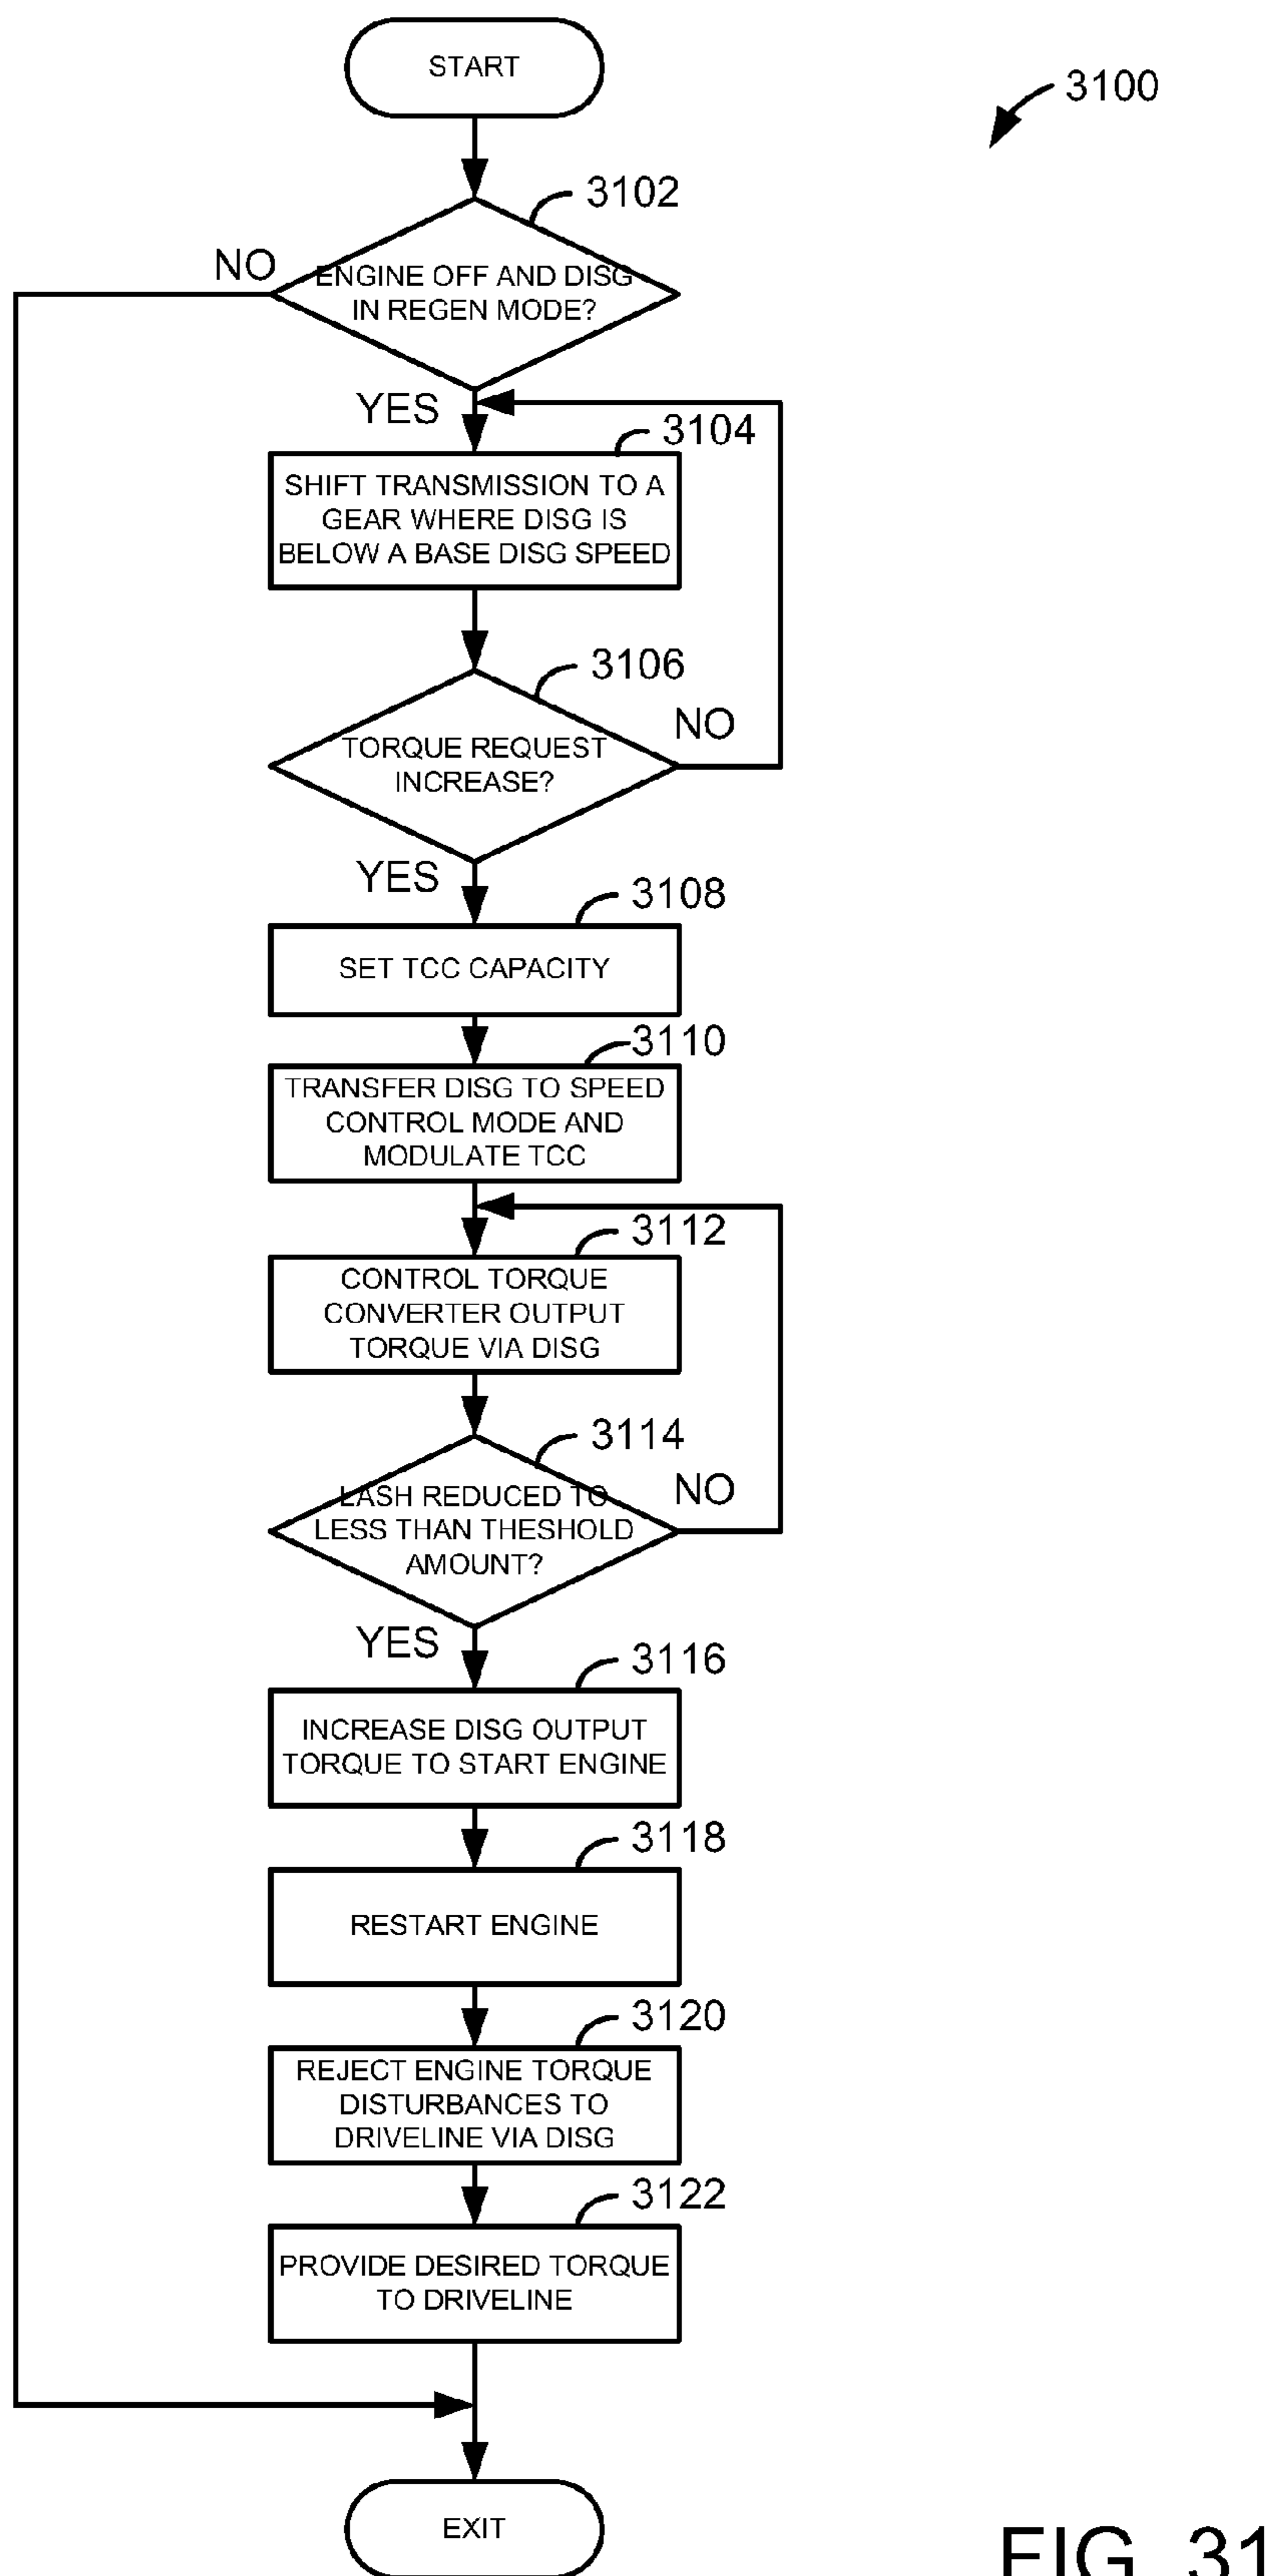 START
3100
3102
NO
ENGINE OFF AND DISG
IN REGEN MODE?
YES
3104
SHIFT TRANSMISSION TO A
GEAR WHERE DISG IS
BELOW A BASE DISG SPEED
3106
NO
TORQUE REQUEST
INCREASE?
YES
3108
SET TCC CAPACITY
3110
TRANSFER DISG TO SPEED
CONTROL MODE AND
MODULATE TCC
3112
CONTROL TORQUE
CONVERTER OUTPUT
TORQUE VIA DISG
3114
NO
LASH REDUCED TO
LESS THAN THESHOLD
AMOUNT?
YES
3116
INCREASE DISG OUTPUT
TORQUE TO START ENGINE
3118
RESTART ENGINE
3120
REJECT ENGINE TORQUE
DISTURBANCES TO
DRIVELINE VIA DISG
3122
PROVIDE DESIRED TORQUE
TO DRIVELINE
EXIT
FIG. 31